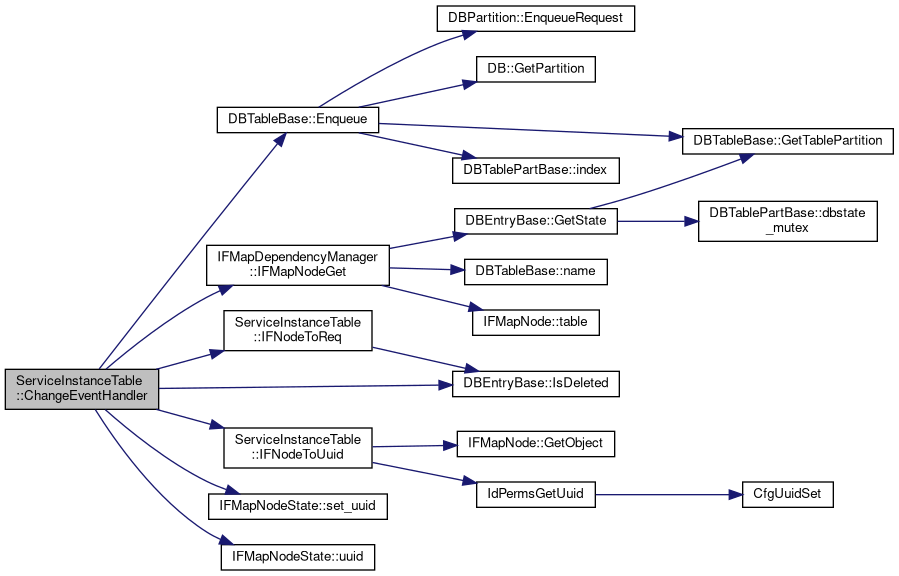 DBPartition::EnqueueRequest
DB::GetPartition
DBTableBase::Enqueue
DBTableBase::GetTablePartition
DBTablePartBase::index
DBEntryBase::GetState
DBTablePartBase::dbstate
_mutex
IFMapDependencyManager
::IFMapNodeGet
DBTableBase::name
IFMapNode::table
ServiceInstanceTable
::IFNodeToReq
ServiceInstanceTable
::ChangeEventHandler
DBEntryBase::IsDeleted
ServiceInstanceTable
::IFNodeToUuid
IFMapNode::GetObject
IdPermsGetUuid
CfgUuidSet
IFMapNodeState::set_uuid
IFMapNodeState::uuid